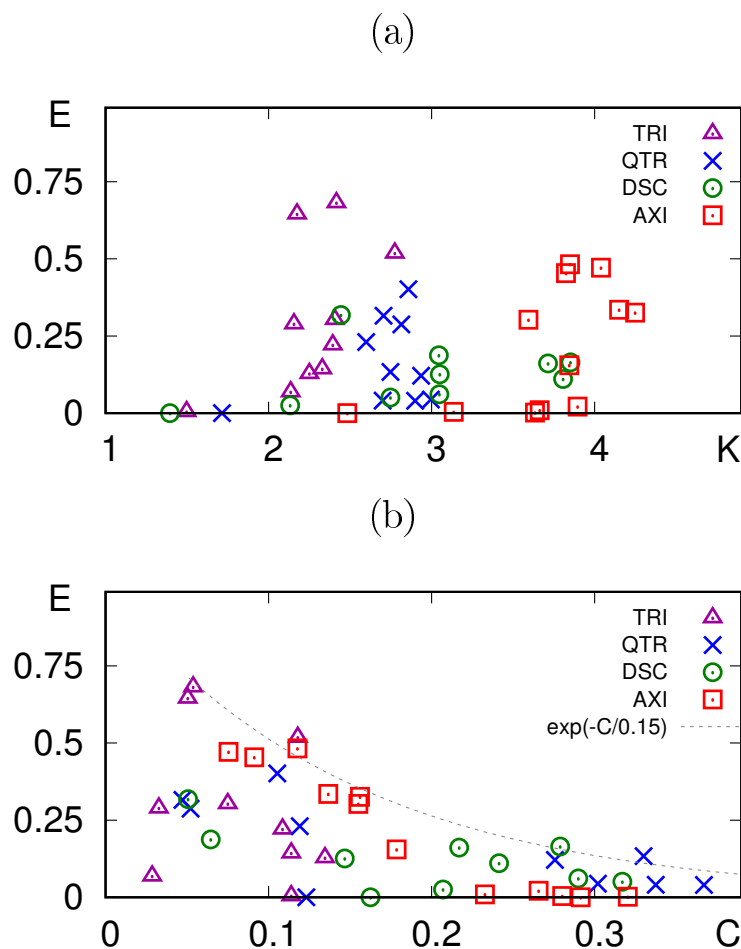 (a)
E
TRI
QTR
DSC
AXI
0.75
0.5
0.25
0
1 2 3 4 K
(b)
E
TRI
QTR
DSC
AXI
exp(-C/0.15)
0.75
0.5
0.25
0
0 0.1 0.2 0.3 C